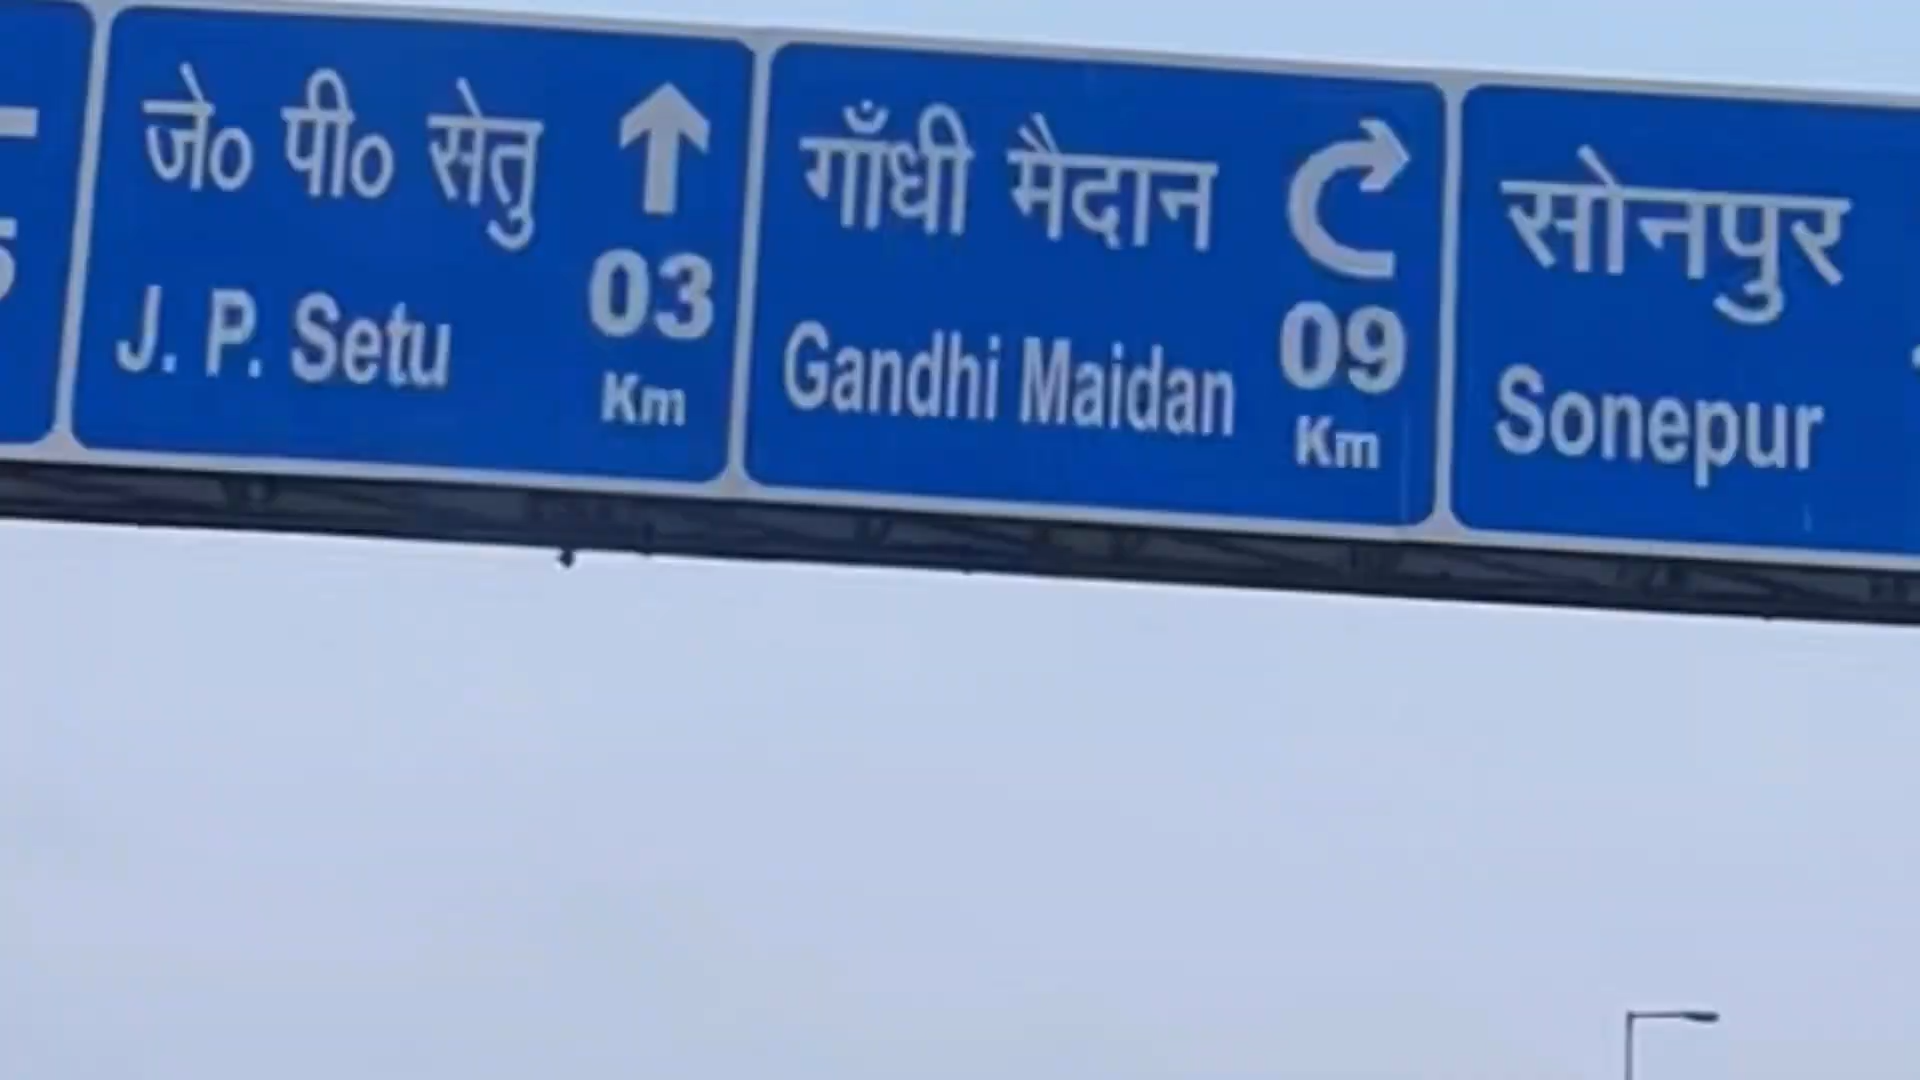 जे० पी० सेतु
J. P. Setu
03
Km
गाँधी मैदान
Gandhi Maidan
09
Km
सोनपुर
Sonepur